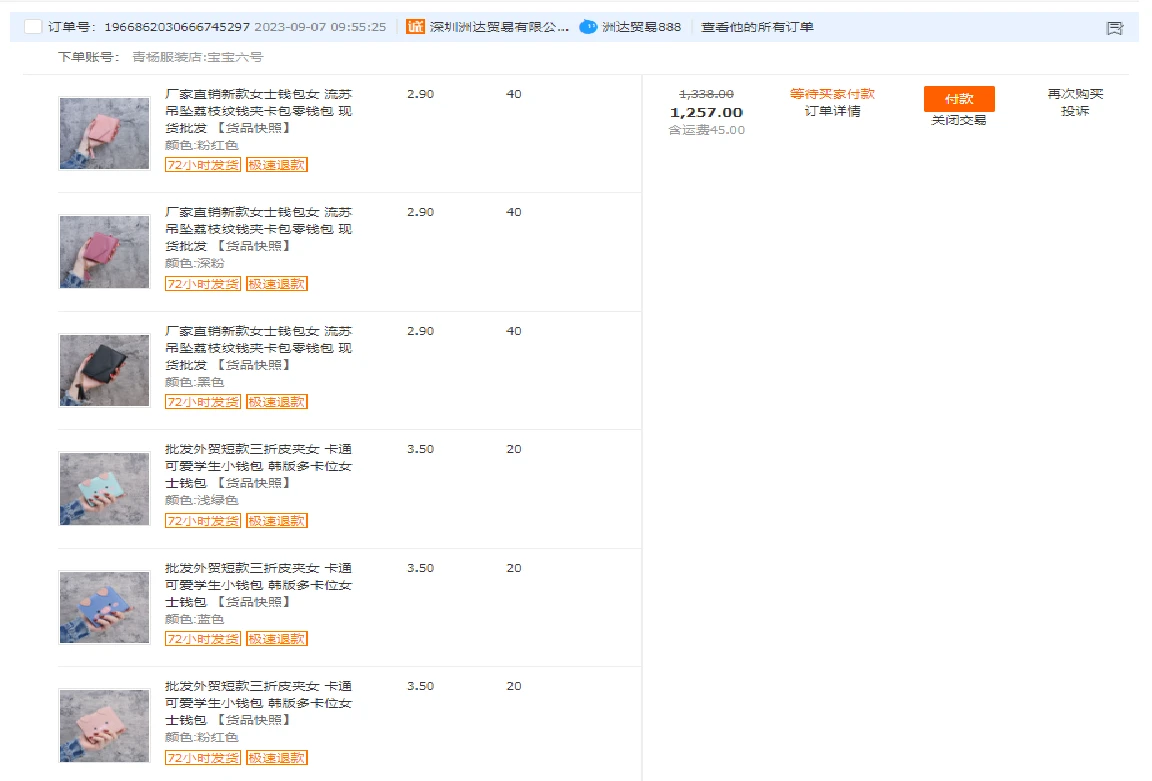 订单号：1966862030666745297 2023-09-07 09:55:25 诚 深圳洲达贸易有限公... 洲达贸易888 查看他的所有订单
下单账号： 青杨服装店:宝宝六号
厂家直销新款女士钱包女 流苏 2.90 40 1,338.00 等待买家付款 付款 再次购买
吊坠荔枝纹钱夹卡包零钱包 现 1,257.00 订单详情 关闭交易 投诉
货批发 【货品快照】 含运费45.00
颜色:粉红色
72小时发货 极速退款
厂家直销新款女士钱包女 流苏 2.90 40
吊坠荔枝纹钱夹卡包零钱包 现
货批发 【货品快照】
颜色:深粉
72小时发货 极速退款
厂家直销新款女士钱包女 流苏 2.90 40
吊坠荔枝纹钱夹卡包零钱包 现
货批发 【货品快照】
颜色:黑色
72小时发货 极速退款
批发外贸短款三折皮夹女 卡通 3.50 20
可爱学生小钱包 韩版多卡位女
士钱包 【货品快照】
颜色:浅绿色
72小时发货 极速退款
批发外贸短款三折皮夹女 卡通 3.50 20
可爱学生小钱包 韩版多卡位女
士钱包 【货品快照】
颜色:蓝色
72小时发货 极速退款
批发外贸短款三折皮夹女 卡通 3.50 20
可爱学生小钱包 韩版多卡位女
士钱包 【货品快照】
颜色:粉红色
72小时发货 极速退款